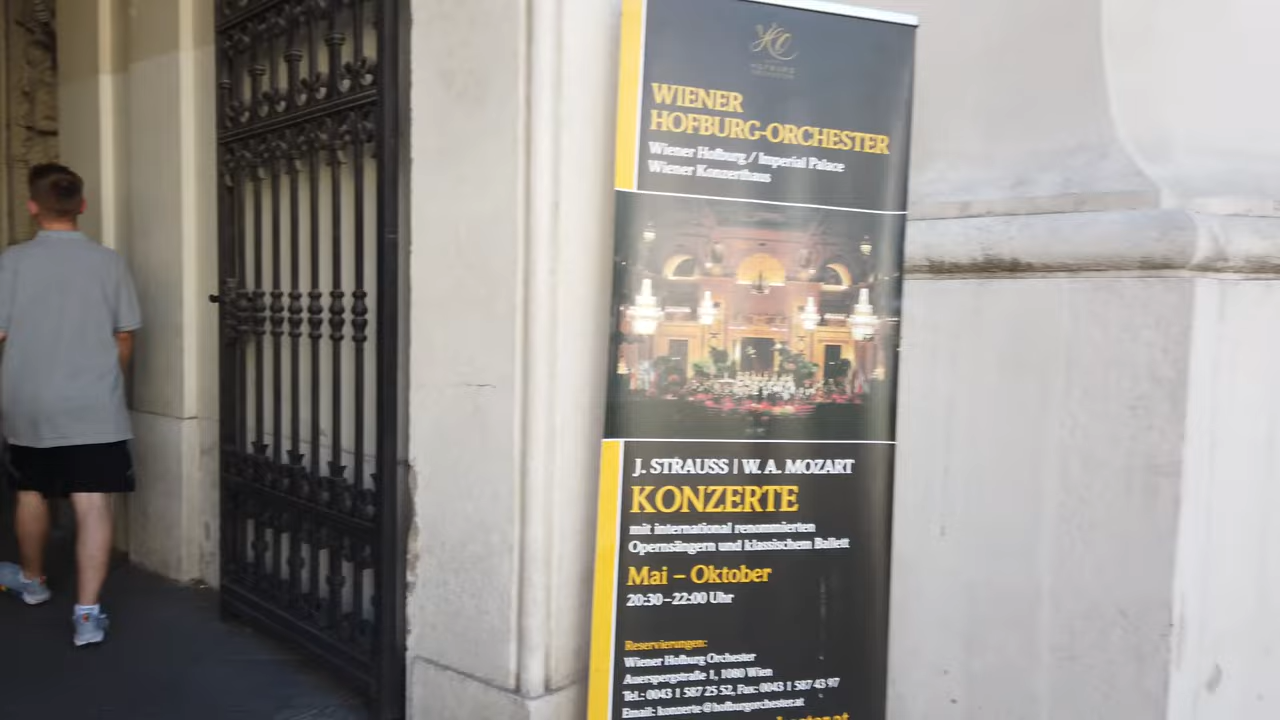 WIENER
HOFBURG-ORCHESTER
Wiener Hofburg / Imperial Palace
Wiener Konzerthaus
J. STRAUSS | W. A. MOZART
KONZERTE
mit international renommierten
Opernsängern und klassischem Ballett
Mai – Oktober
20:30–22:00 Uhr
Reservierungen:
Wiener Hofburg Orchester
Auerspergstraße 1, 1080 Wien
Tel.: 0043 1 587 25 52, Fax: 0043 1 587 43 97
Email: konzerte@hofburgorchester.at